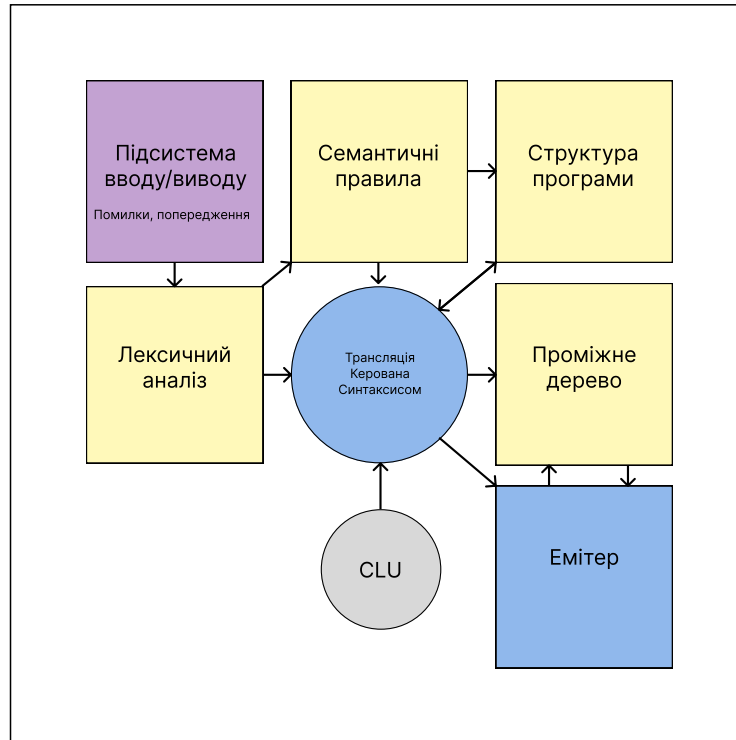 Підсистема
вводу/виводу
Помилки, попередження
Семантичні
правила
Структура
програми
Лексичний
аналіз
Трансляція
Керована
Синтаксисом
Проміжне
дерево
CLU
Емітер